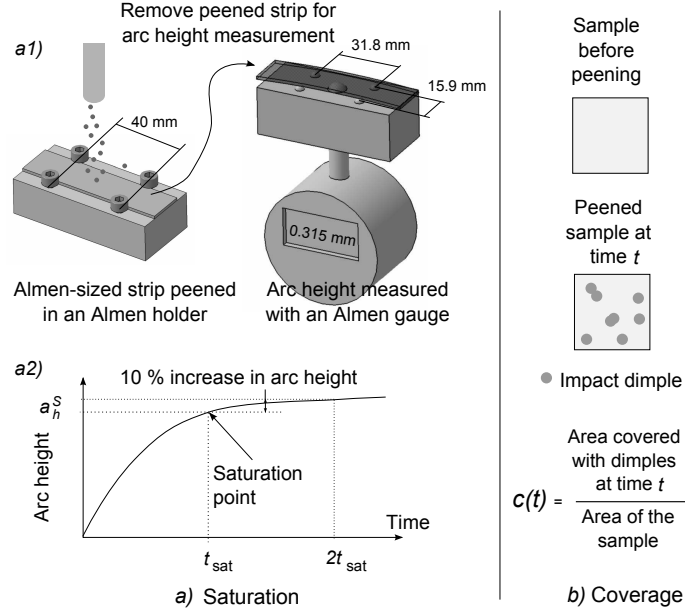 Remove peened strip for
arc height measurement
a1)
31.8 mm
15.9 mm
40 mm
0.315 mm
Almen-sized strip peened
in an Almen holder
Arc height measured
with an Almen gauge
a2)
10 % increase in arc height
a_h^S
Arc height
Saturation
point
Time
t_sat
2t_sat
a) Saturation
Sample
before
peening
Peened
sample at
time t
Impact dimple
c(t) =
Area covered
with dimples
at time t
Area of the
sample
b) Coverage